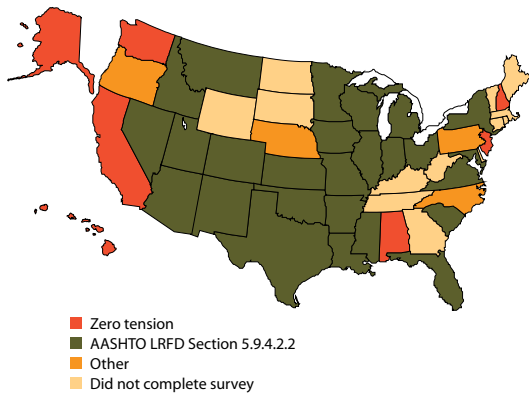 Zero tension
AASHTO LRFD Section 5.9.4.2.2
Other
Did not complete survey